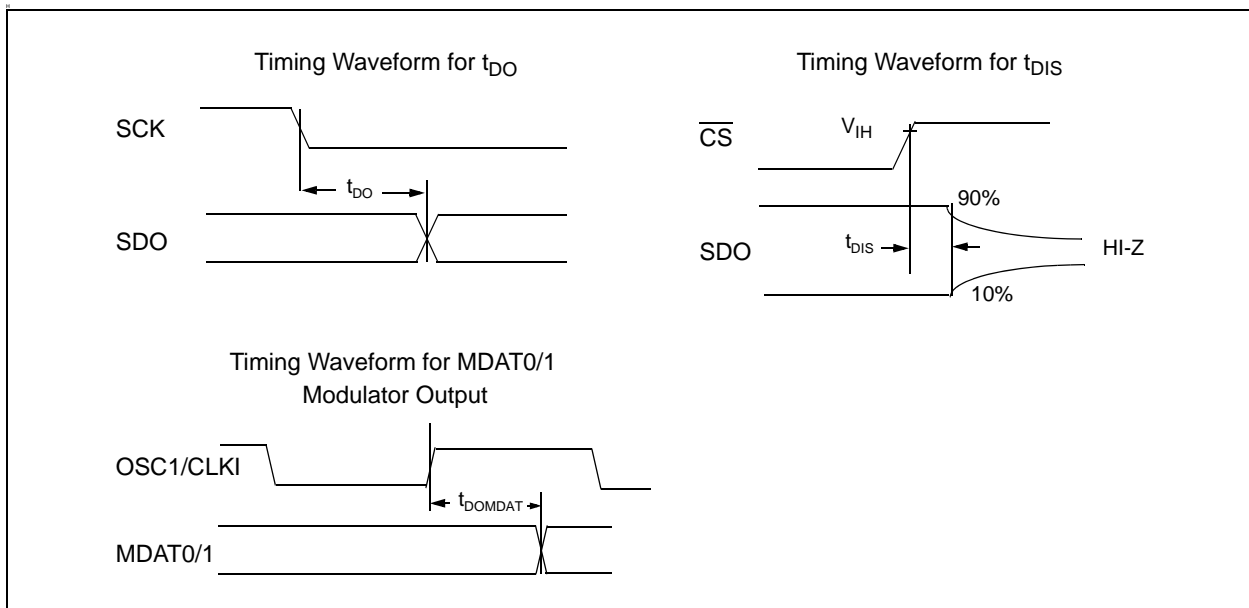 Timing Waveform for tDO
SCK
tDO
SDO
Timing Waveform for tDIS
CS
VIH
90%
tDIS
SDO
HI-Z
10%
Timing Waveform for MDAT0/1
Modulator Output
OSC1/CLKI
tDOMDAT
MDAT0/1